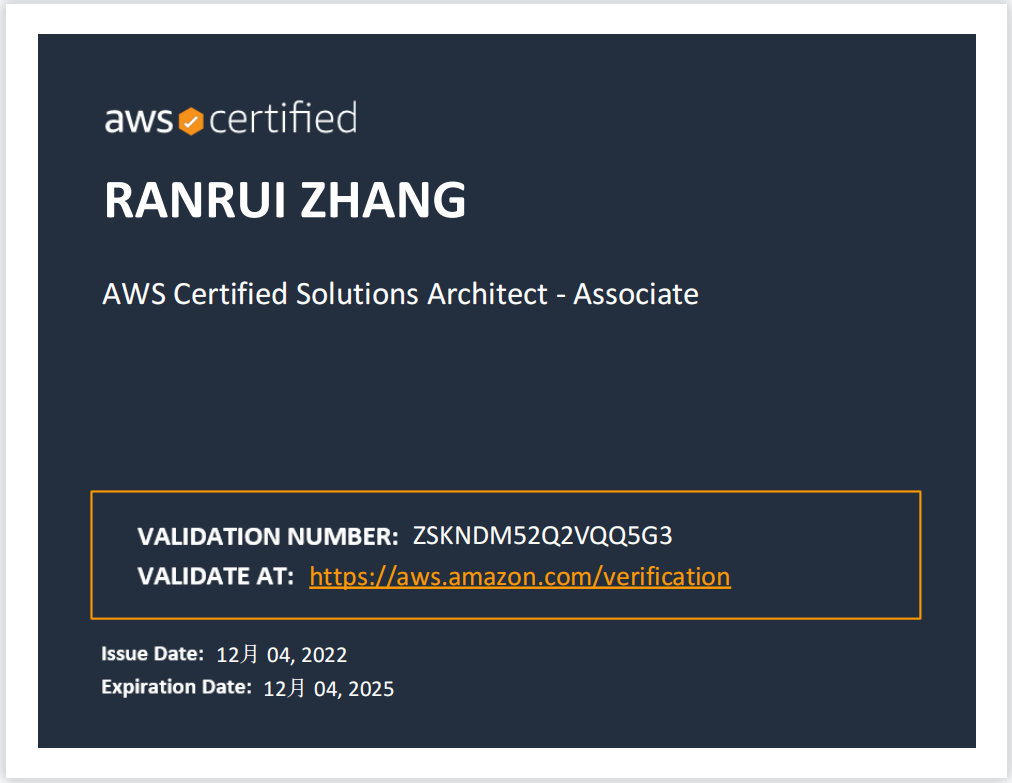 aws certified
RANRUI ZHANG
AWS Certified Solutions Architect - Associate
VALIDATION NUMBER: ZSKNDM52Q2VQQ5G3
VALIDATE AT: https://aws.amazon.com/verification
Issue Date: 12月 04, 2022
Expiration Date: 12月 04, 2025